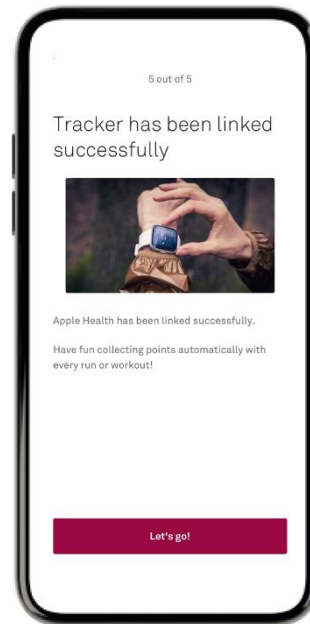 5 out of 5
Tracker has been linked
successfully
Apple Health has been linked successfully.
Have fun collecting points automatically with
every run or workout!
Let's go!